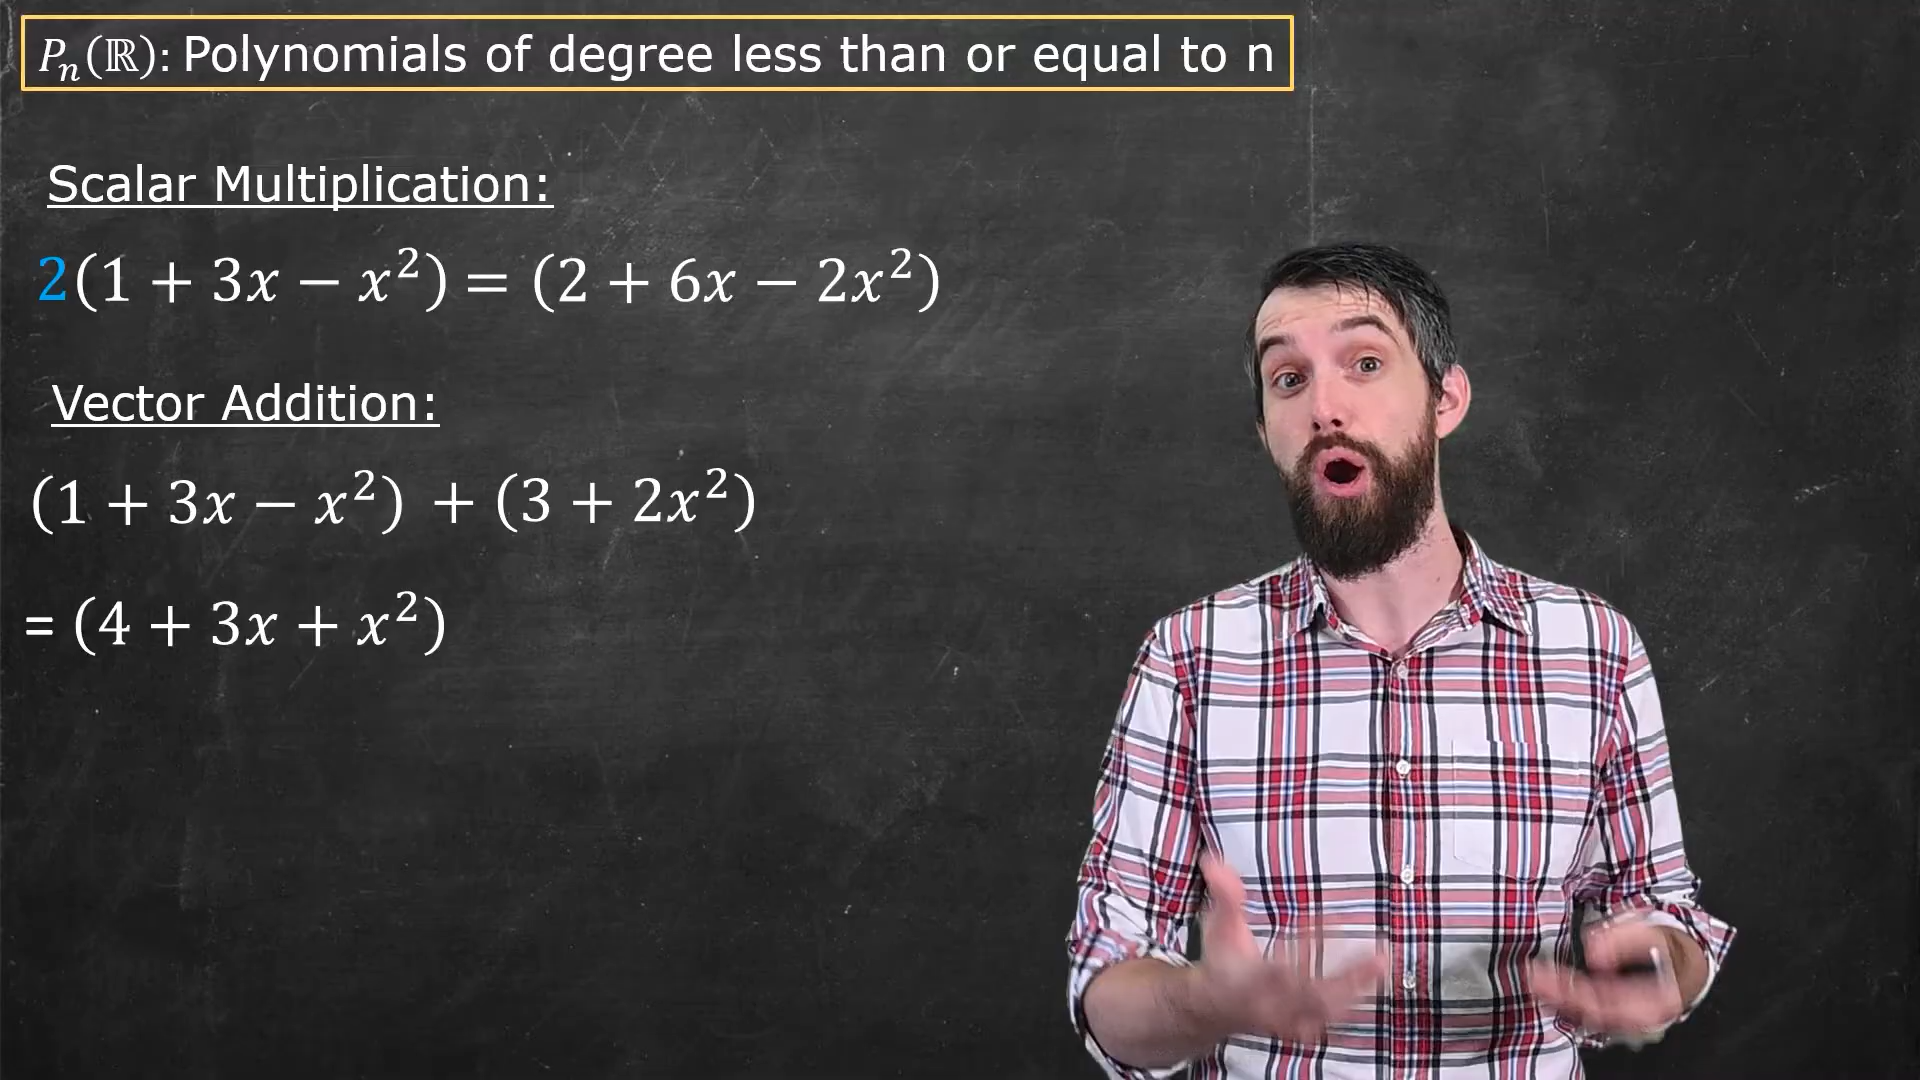 Pₙ(ℝ): Polynomials of degree less than or equal to n
Scalar Multiplication:
2(1 + 3x − x²) = (2 + 6x − 2x²)
Vector Addition:
(1 + 3x − x²) + (3 + 2x²)
= (4 + 3x + x²)